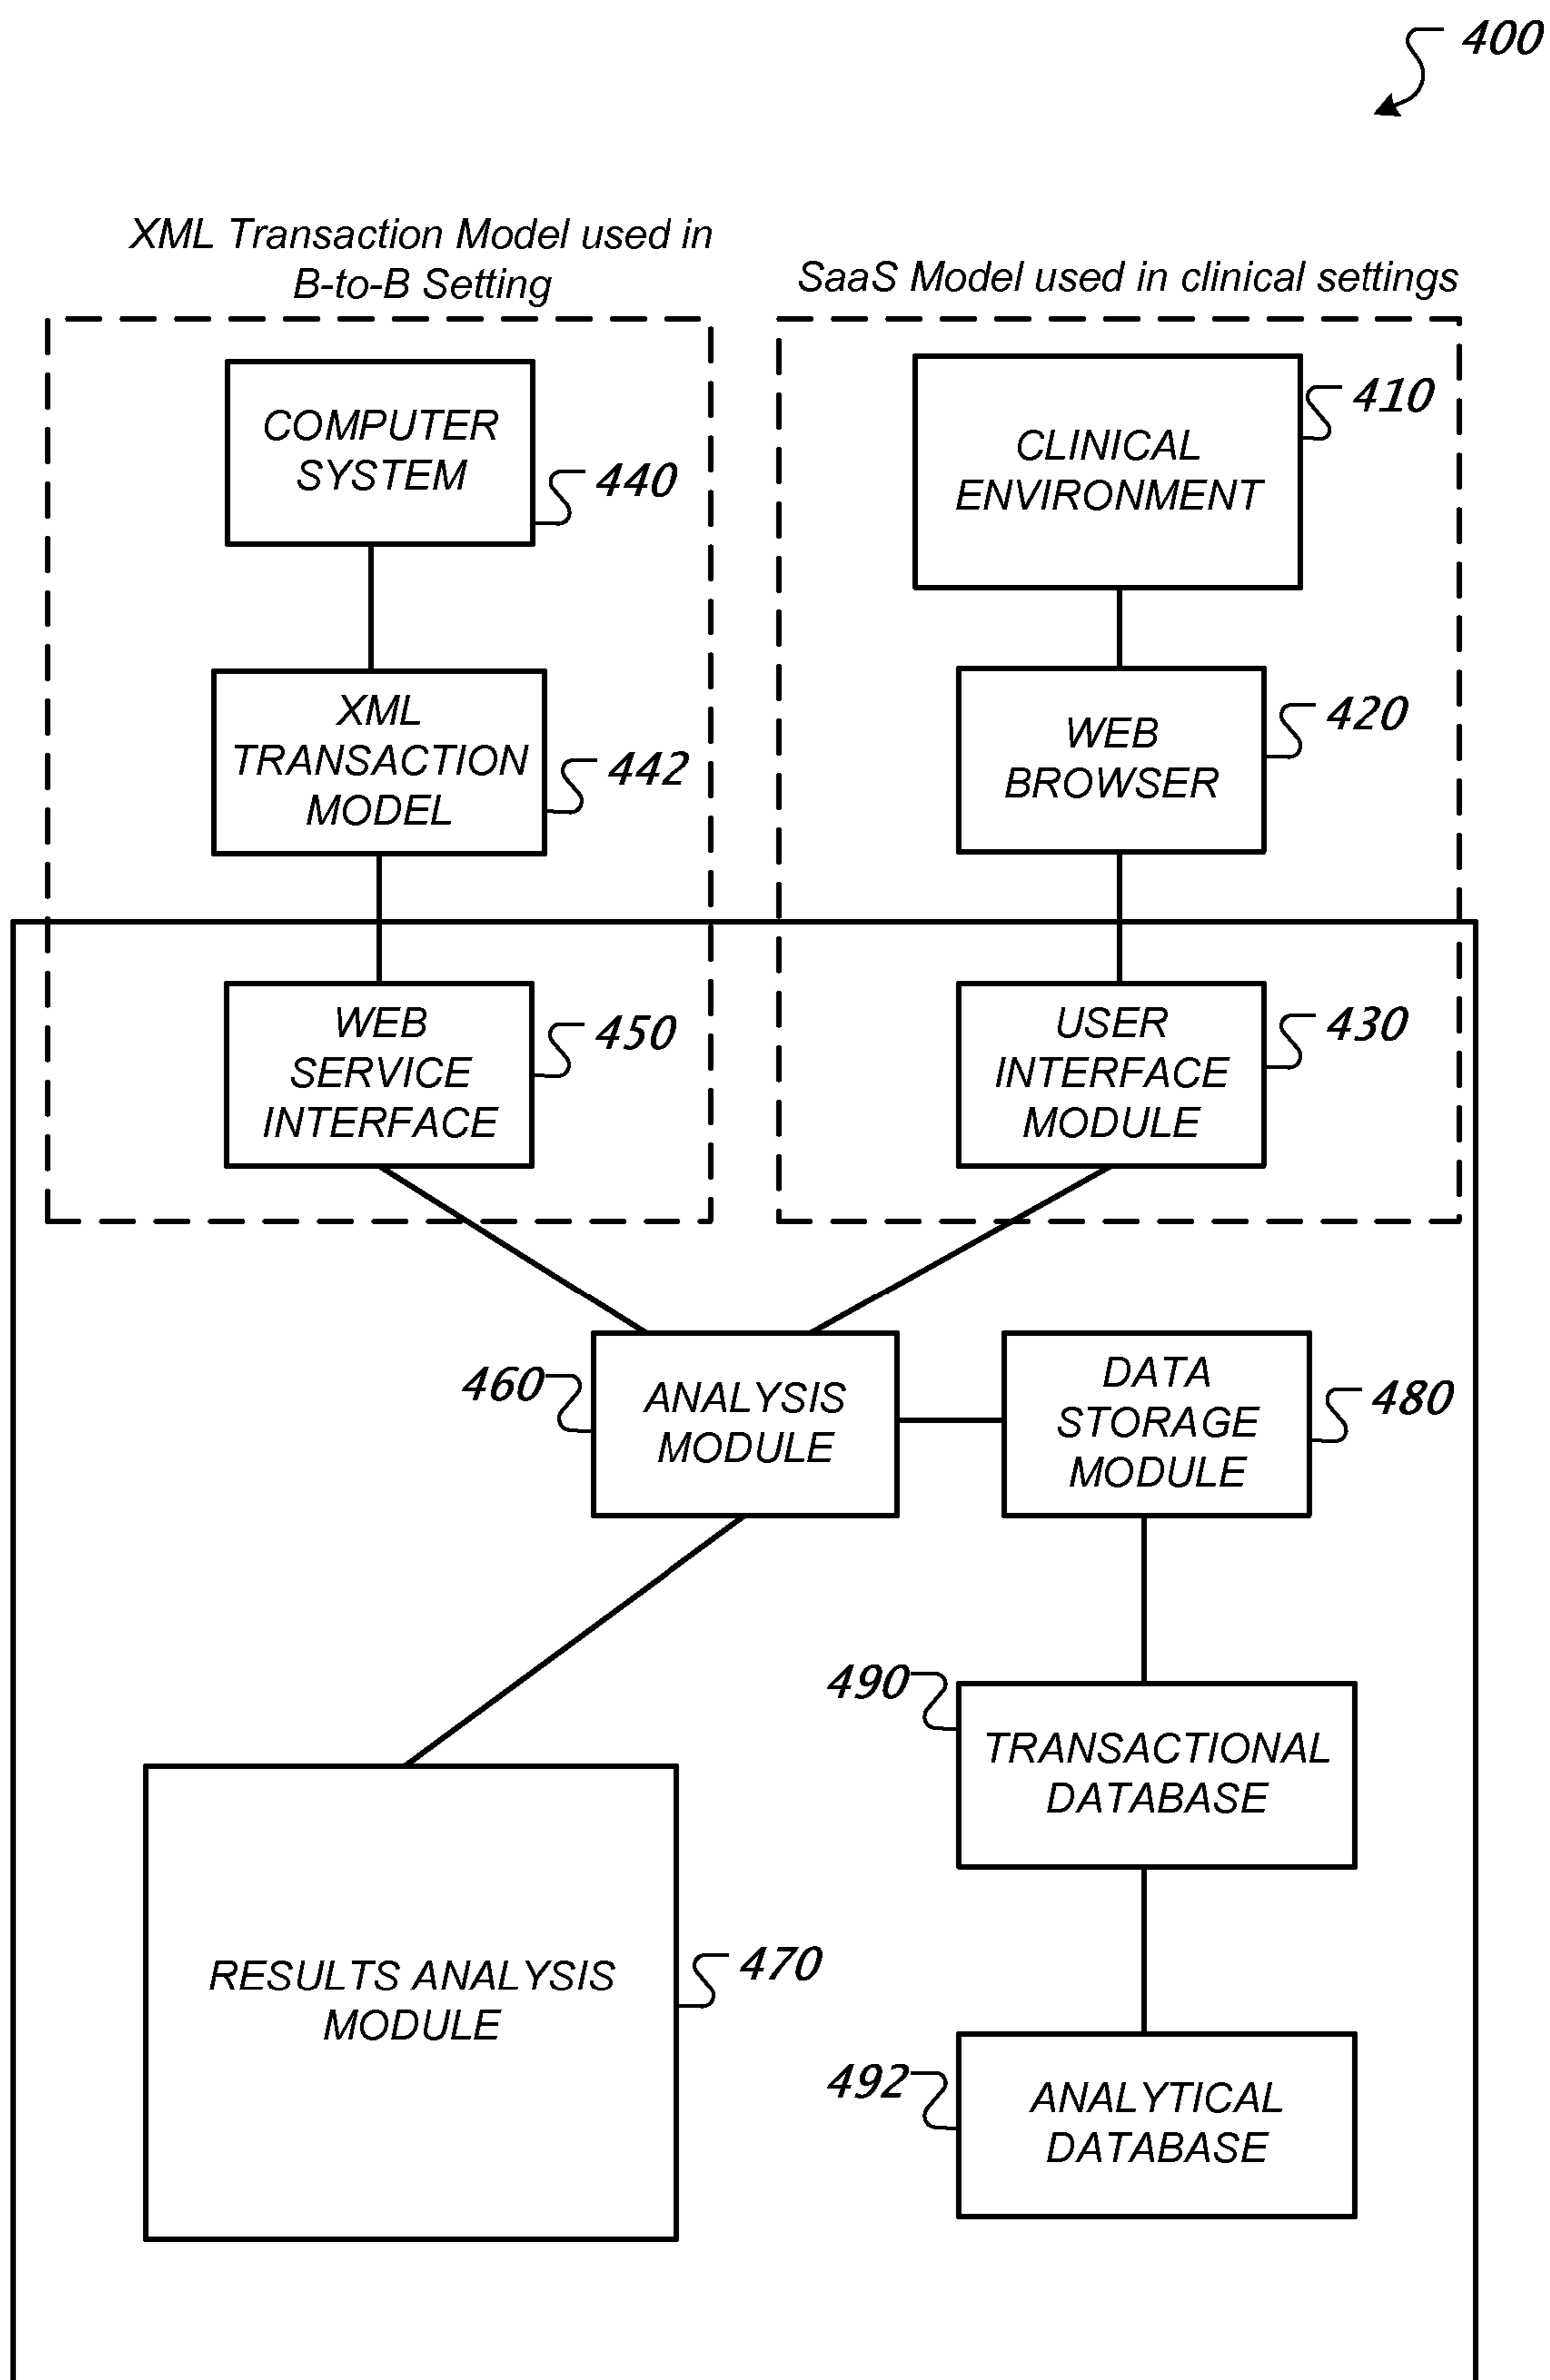 400
XML Transaction Model used in
B-to-B Setting
SaaS Model used in clinical settings
COMPUTER
SYSTEM
440
CLINICAL
ENVIRONMENT
410
XML
TRANSACTION
MODEL
442
WEB
BROWSER
420
WEB
SERVICE
INTERFACE
450
USER
INTERFACE
MODULE
430
460
ANALYSIS
MODULE
DATA
STORAGE
MODULE
480
490
TRANSACTIONAL
DATABASE
RESULTS ANALYSIS
MODULE
470
492
ANALYTICAL
DATABASE